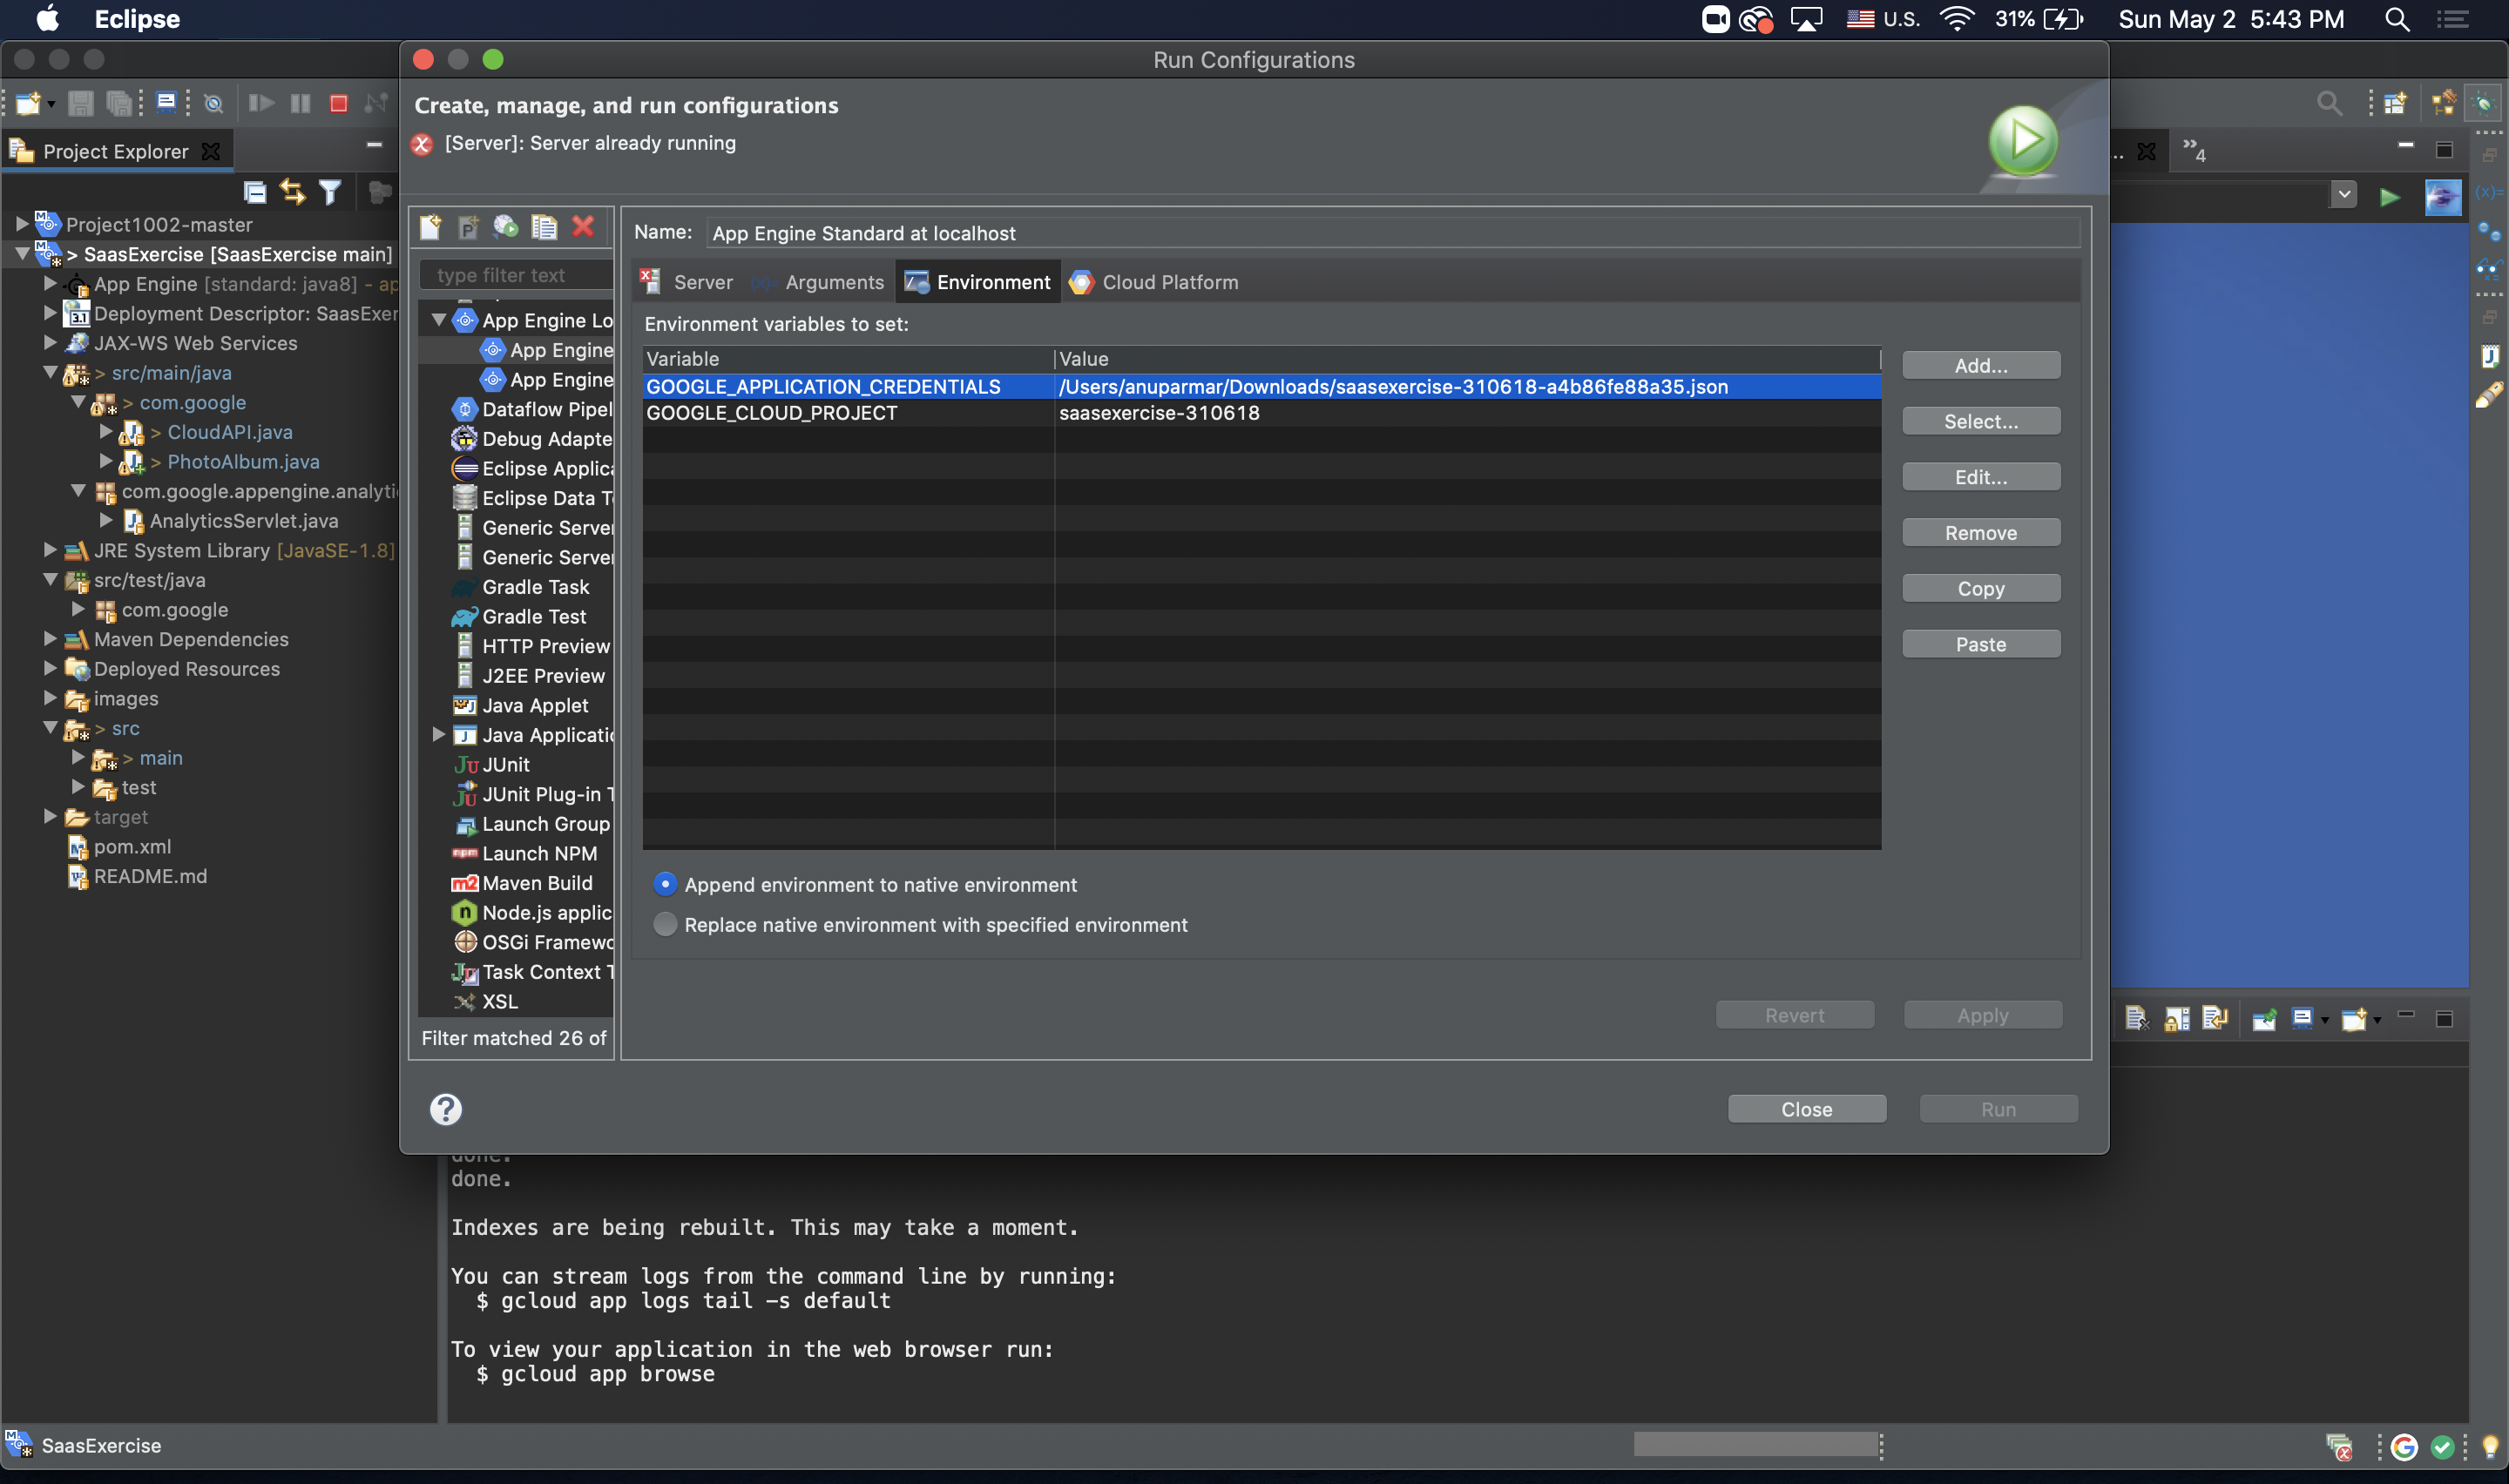 Eclipse
U.S.
31%
Sun May 2 5:43 PM
Run Configurations
Create, manage, and run configurations
[Server]: Server already running
Project Explorer
Project1002-master
> SaasExercise [SaasExercise main]
App Engine [standard: java8] - ap
Deployment Descriptor: SaasExer
JAX-WS Web Services
> src/main/java
> com.google
> CloudAPI.java
> PhotoAlbum.java
com.google.appengine.analyti
AnalyticsServlet.java
JRE System Library [JavaSE-1.8]
src/test/java
com.google
Maven Dependencies
Deployed Resources
images
> src
> main
test
target
pom.xml
README.md
type filter text
App Engine Lo
App Engine
App Engine
Dataflow Pipel
Debug Adapte
Eclipse Applica
Eclipse Data T
Generic Server
Generic Server
Gradle Task
Gradle Test
HTTP Preview
J2EE Preview
Java Applet
Java Applicatio
JUnit
JUnit Plug-in T
Launch Group
Launch NPM
Maven Build
Node.js applic
OSGi Framewo
Task Context T
XSL
Filter matched 26 of
Name: App Engine Standard at localhost
Server
Arguments
Environment
Cloud Platform
Environment variables to set:
Variable Value
GOOGLE_APPLICATION_CREDENTIALS /Users/anuparmar/Downloads/saasexercise-310618-a4b86fe88a35.json
GOOGLE_CLOUD_PROJECT saasexercise-310618
Add...
Select...
Edit...
Remove
Copy
Paste
Append environment to native environment
Replace native environment with specified environment
Revert
Apply
Close
Run
... »4
done.
done.
Indexes are being rebuilt. This may take a moment.
You can stream logs from the command line by running:
$ gcloud app logs tail -s default
To view your application in the web browser run:
$ gcloud app browse
SaasExercise